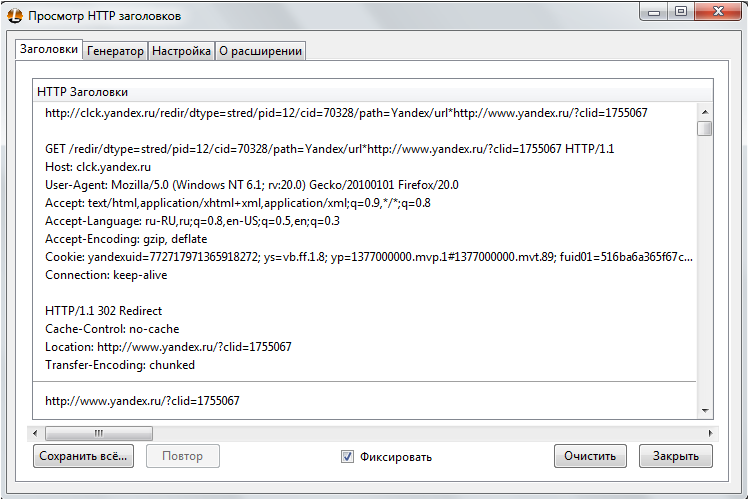 Просмотр HTTP заголовков
Заголовки Генератор Настройка О расширении
HTTP Заголовки
http://clck.yandex.ru/redir/dtype=stred/pid=12/cid=70328/path=Yandex/url*http://www.yandex.ru/?clid=1755067
GET /redir/dtype=stred/pid=12/cid=70328/path=Yandex/url*http://www.yandex.ru/?clid=1755067 HTTP/1.1
Host: clck.yandex.ru
User-Agent: Mozilla/5.0 (Windows NT 6.1; rv:20.0) Gecko/20100101 Firefox/20.0
Accept: text/html,application/xhtml+xml,application/xml;q=0.9,*/*;q=0.8
Accept-Language: ru-RU,ru;q=0.8,en-US;q=0.5,en;q=0.3
Accept-Encoding: gzip, deflate
Cookie: yandexuid=772717971365918272; ys=vb.ff.1.8; yp=1377000000.mvp.1#1377000000.mvt.89; fuid01=516ba6a365f67c...
Connection: keep-alive
HTTP/1.1 302 Redirect
Cache-Control: no-cache
Location: http://www.yandex.ru/?clid=1755067
Transfer-Encoding: chunked
http://www.yandex.ru/?clid=1755067
Сохранить всё... Повтор Фиксировать Очистить Закрыть